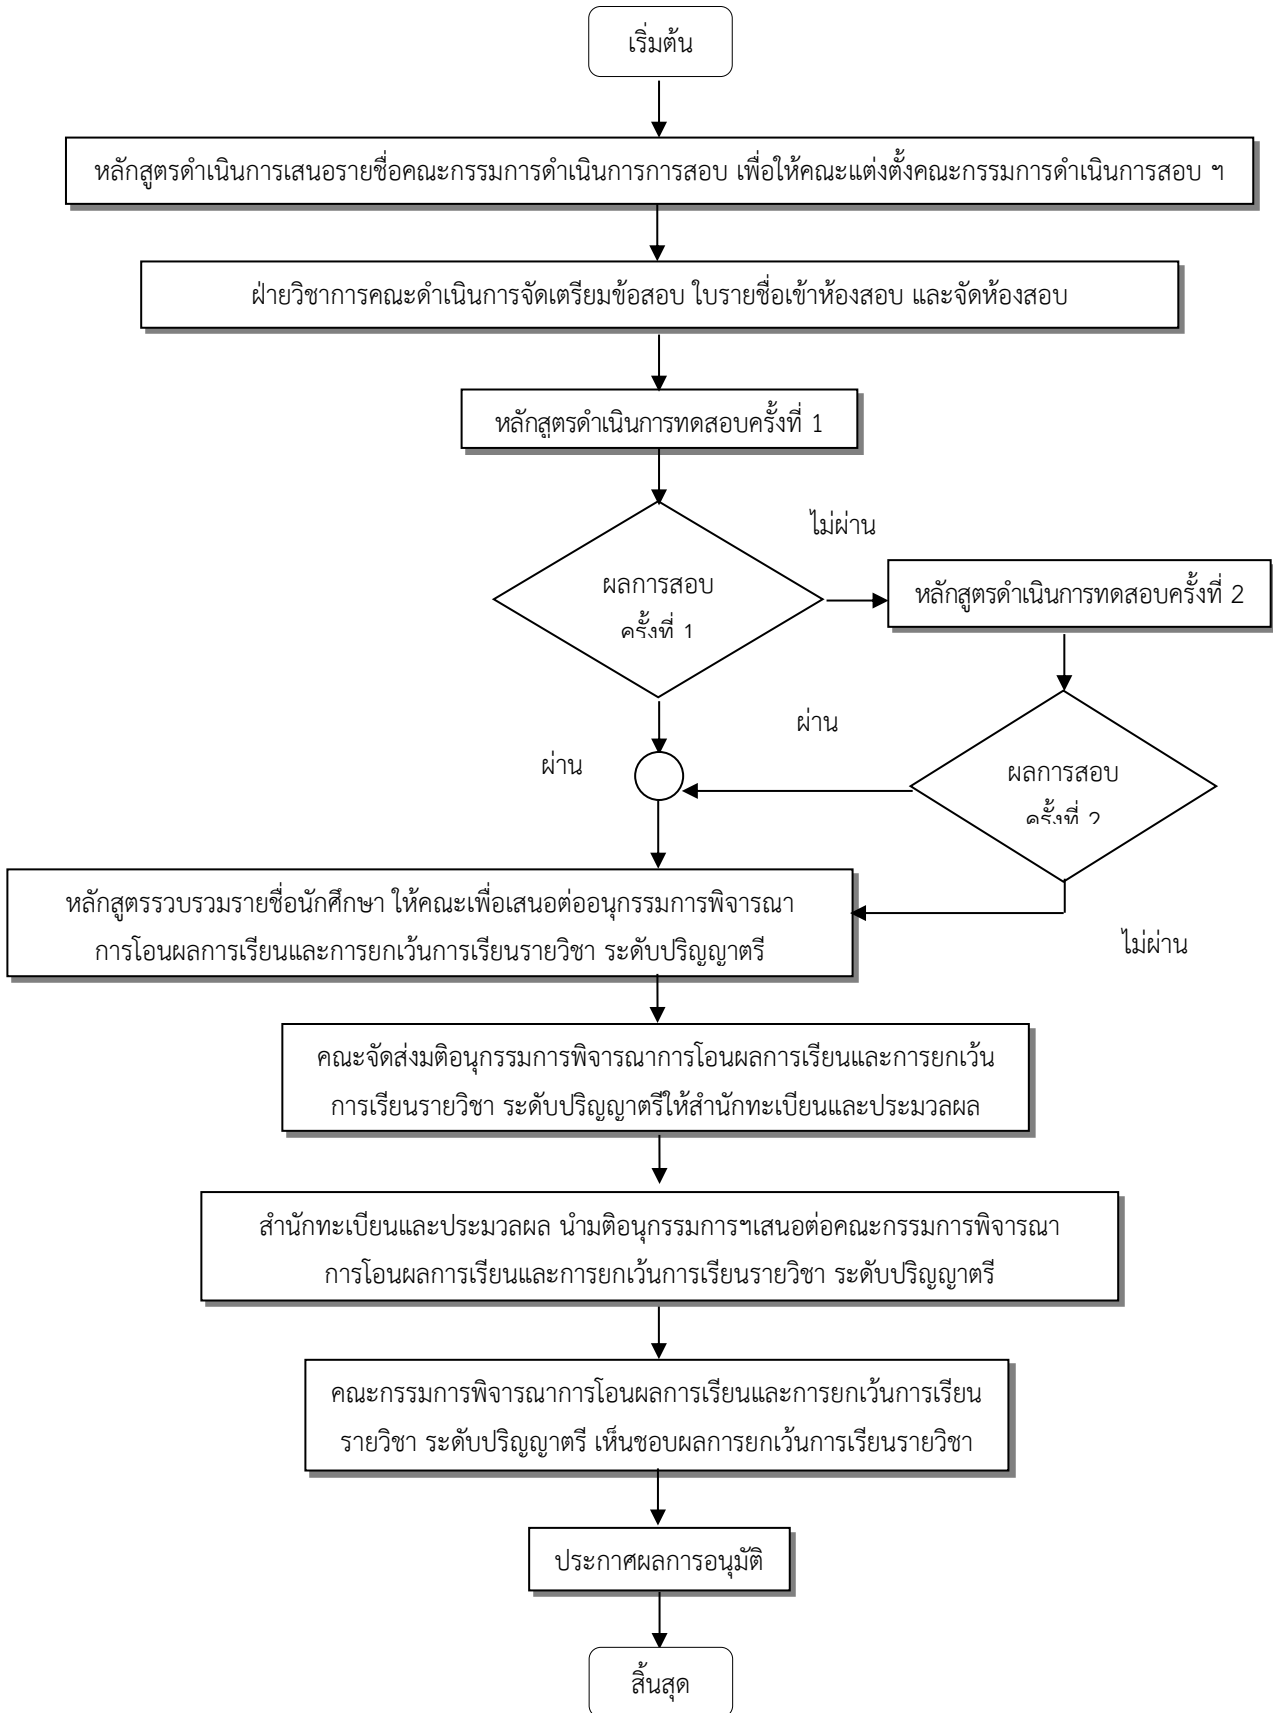 เริ่มต้น
หลักสูตรดำเนินการเสนอรายชื่อคณะกรรมการดำเนินการการสอบ เพื่อให้คณะแต่งตั้งคณะกรรมการดำเนินการสอบ ฯ
ฝ่ายวิชาการคณะดำเนินการจัดเตรียมข้อสอบ ใบรายชื่อเข้าห้องสอบ และจัดห้องสอบ
หลักสูตรดำเนินการทดสอบครั้งที่ 1
ไม่ผ่าน
ผลการสอบ
ครั้งที่ 1
หลักสูตรดำเนินการทดสอบครั้งที่ 2
ผ่าน
ผ่าน
ผลการสอบ
ครั้งที่ 2
หลักสูตรรวบรวมรายชื่อนักศึกษา ให้คณะเพื่อเสนอต่ออนุกรรมการพิจารณา
การโอนผลการเรียนและการยกเว้นการเรียนรายวิชา ระดับปริญญาตรี
ไม่ผ่าน
คณะจัดส่งมติอนุกรรมการพิจารณาการโอนผลการเรียนและการยกเว้น
การเรียนรายวิชา ระดับปริญญาตรีให้สำนักทะเบียนและประมวลผล
สำนักทะเบียนและประมวลผล นำมติอนุกรรมการฯเสนอต่อคณะกรรมการพิจารณา
การโอนผลการเรียนและการยกเว้นการเรียนรายวิชา ระดับปริญญาตรี
คณะกรรมการพิจารณาการโอนผลการเรียนและการยกเว้นการเรียน
รายวิชา ระดับปริญญาตรี เห็นชอบผลการยกเว้นการเรียนรายวิชา
ประกาศผลการอนุมัติ
สิ้นสุด